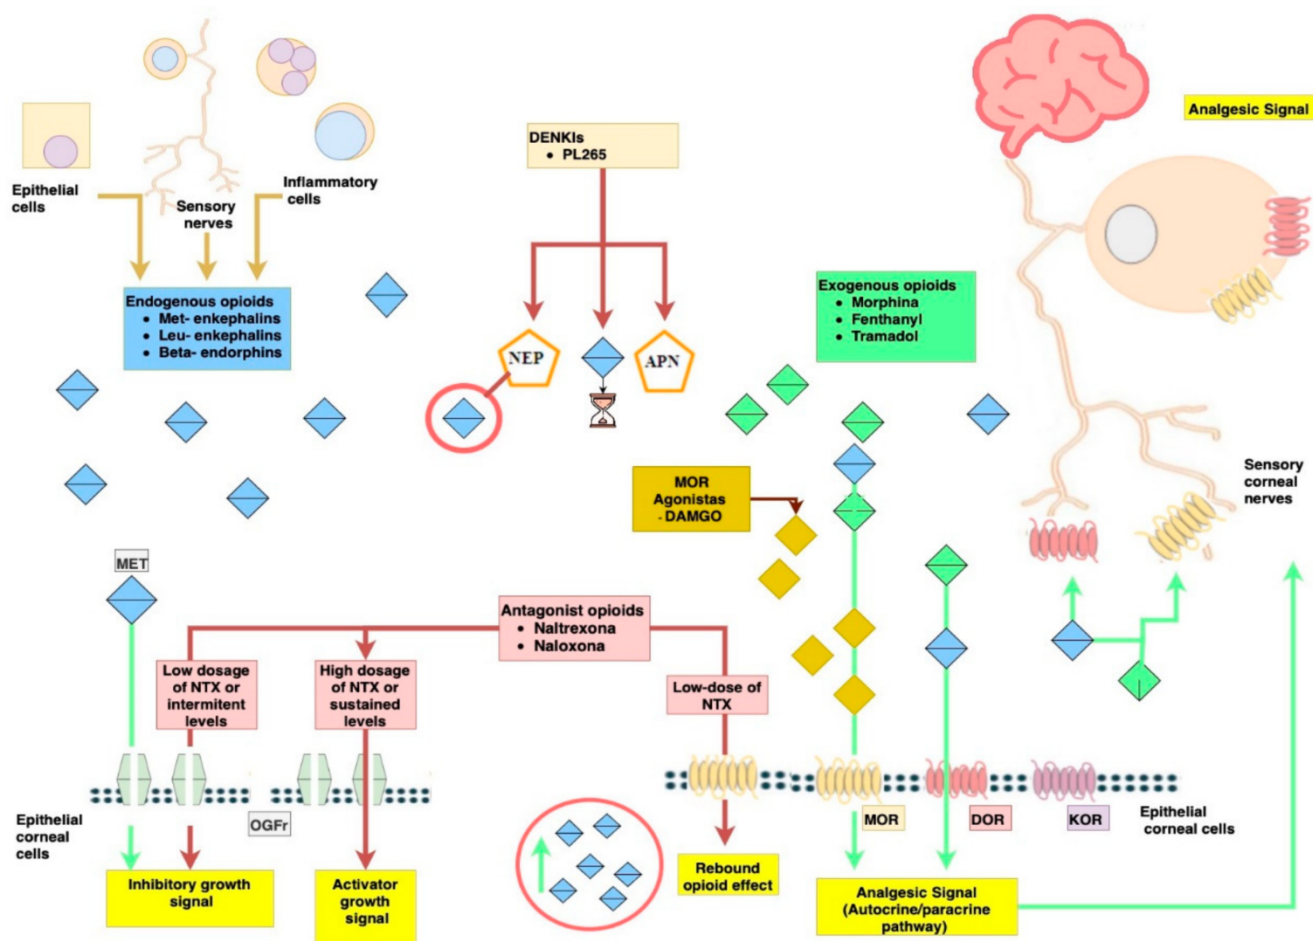 Analgesic Signal
DENKIs
• PL265
Epithelial
cells
Sensory
nerves
Inflammatory
cells
Endogenous opioids
• Met- enkephalins
• Leu- enkephalins
• Beta- endorphins
Exogenous opioids
• Morphina
• Fenthanyl
• Tramadol
NEP
APN
MOR
Agonistas
- DAMGO
Sensory
corneal
nerves
MET
Antagonist opioids
• Naltrexona
• Naloxona
Low dosage
of NTX or
intermitent
levels
High dosage
of NTX or
sustained
levels
Low-dose of
NTX
Epithelial
corneal
cells
OGFr
MOR
DOR
KOR
Epithelial
corneal cells
Inhibitory growth
signal
Activator
growth
signal
Rebound
opioid effect
Analgesic Signal
(Autocrine/paracrine
pathway)